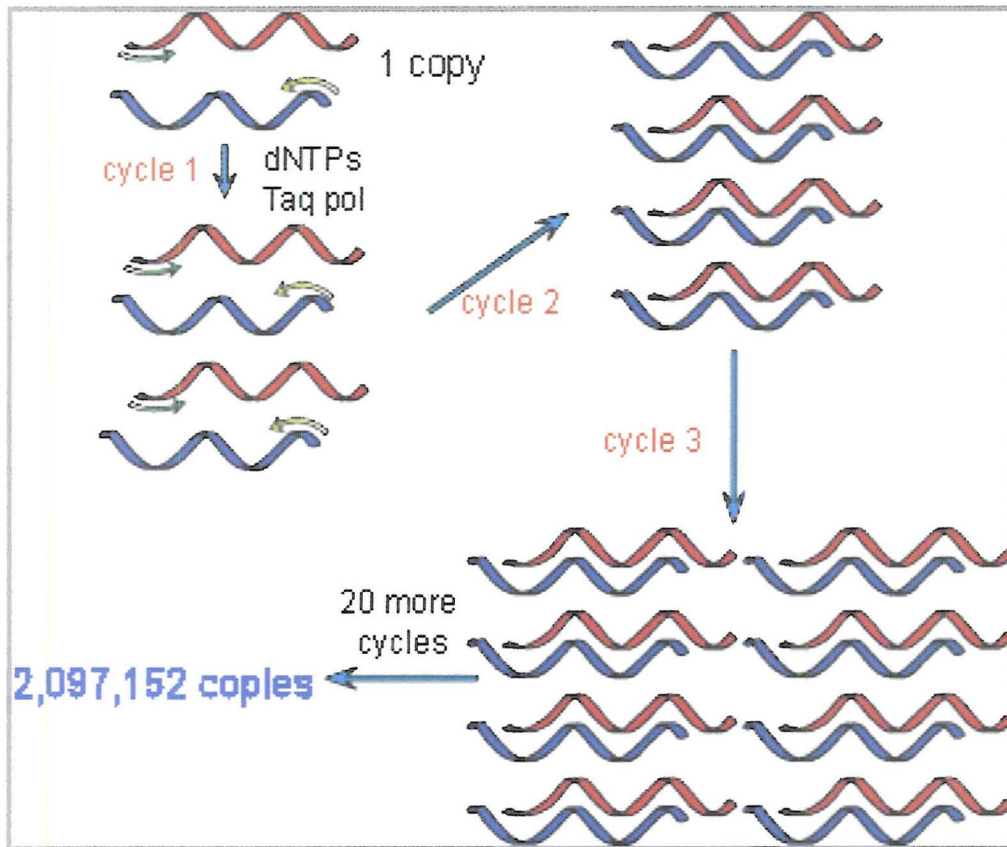 1 copy
cycle 1
dNTPs
Taq pol
cycle 2
cycle 3
20 more
cycles
2,097,152 copies